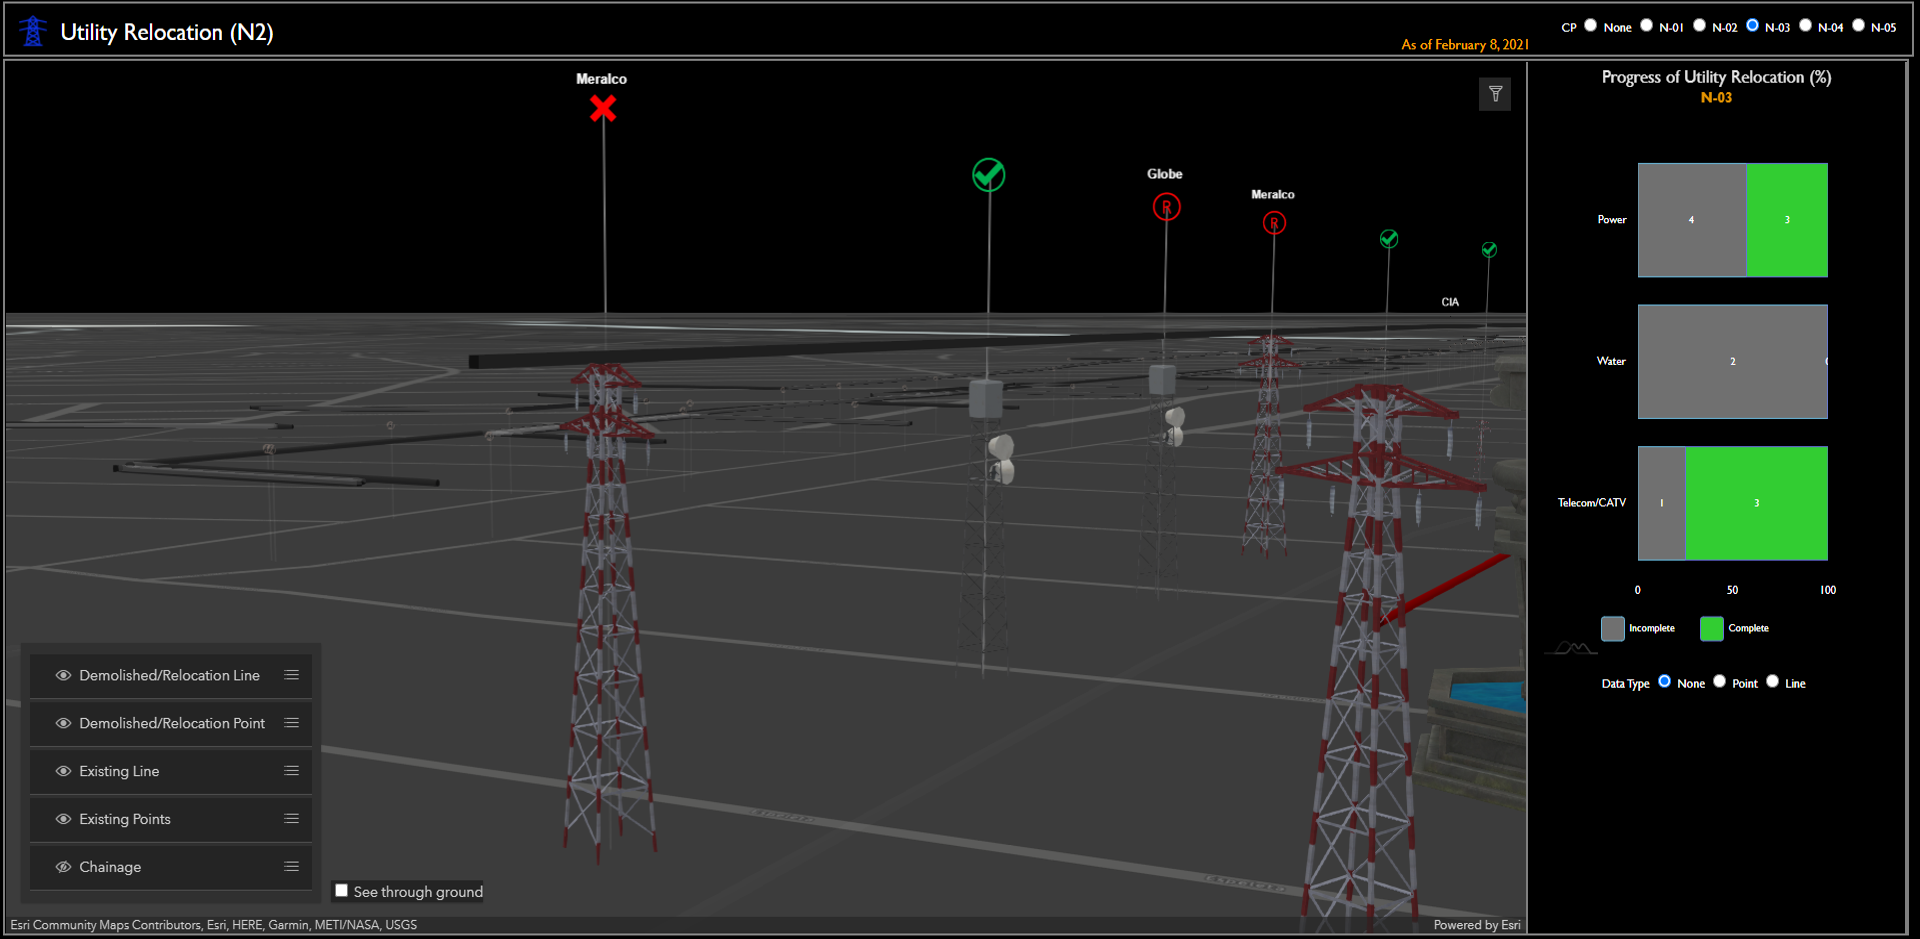 Utility Relocation (N2)
As of February 8, 2021
CP None N-01 N-02 N-03 N-04 N-05
Meralco
Globe
R
Meralco
R
CIA
Progress of Utility Relocation (%)
N-03
Power 4 3
Water 2
Telecom/CATV 1 3
0 50 100
Incomplete Complete
Data Type None Point Line
Demolished/Relocation Line
Demolished/Relocation Point
Existing Line
Existing Points
Chainage
See through ground
Esri Community Maps Contributors, Esri, HERE, Garmin, METI/NASA, USGS
Powered by Esri